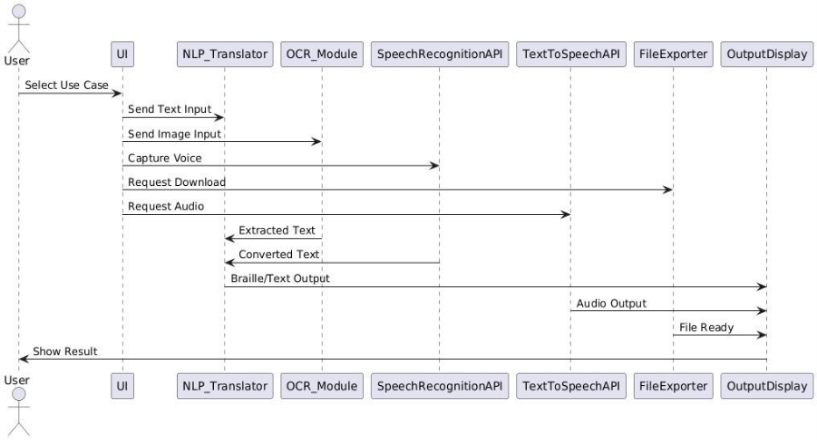 User
UI
NLP_Translator
OCR_Module
SpeechRecognitionAPI
TextToSpeechAPI
FileExporter
OutputDisplay
Select Use Case
Send Text Input
Send Image Input
Capture Voice
Request Download
Request Audio
Extracted Text
Converted Text
Braille/Text Output
Audio Output
File Ready
Show Result
User
UI
NLP_Translator
OCR_Module
SpeechRecognitionAPI
TextToSpeechAPI
FileExporter
OutputDisplay